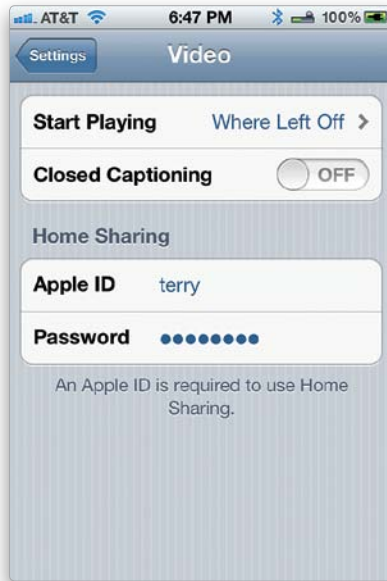 AT&T 6:47 PM 100%
Settings Video
Start Playing Where Left Off
Closed Captioning OFF
Home Sharing
Apple ID terry
Password ●●●●●●●●
An Apple ID is required to use Home
Sharing.